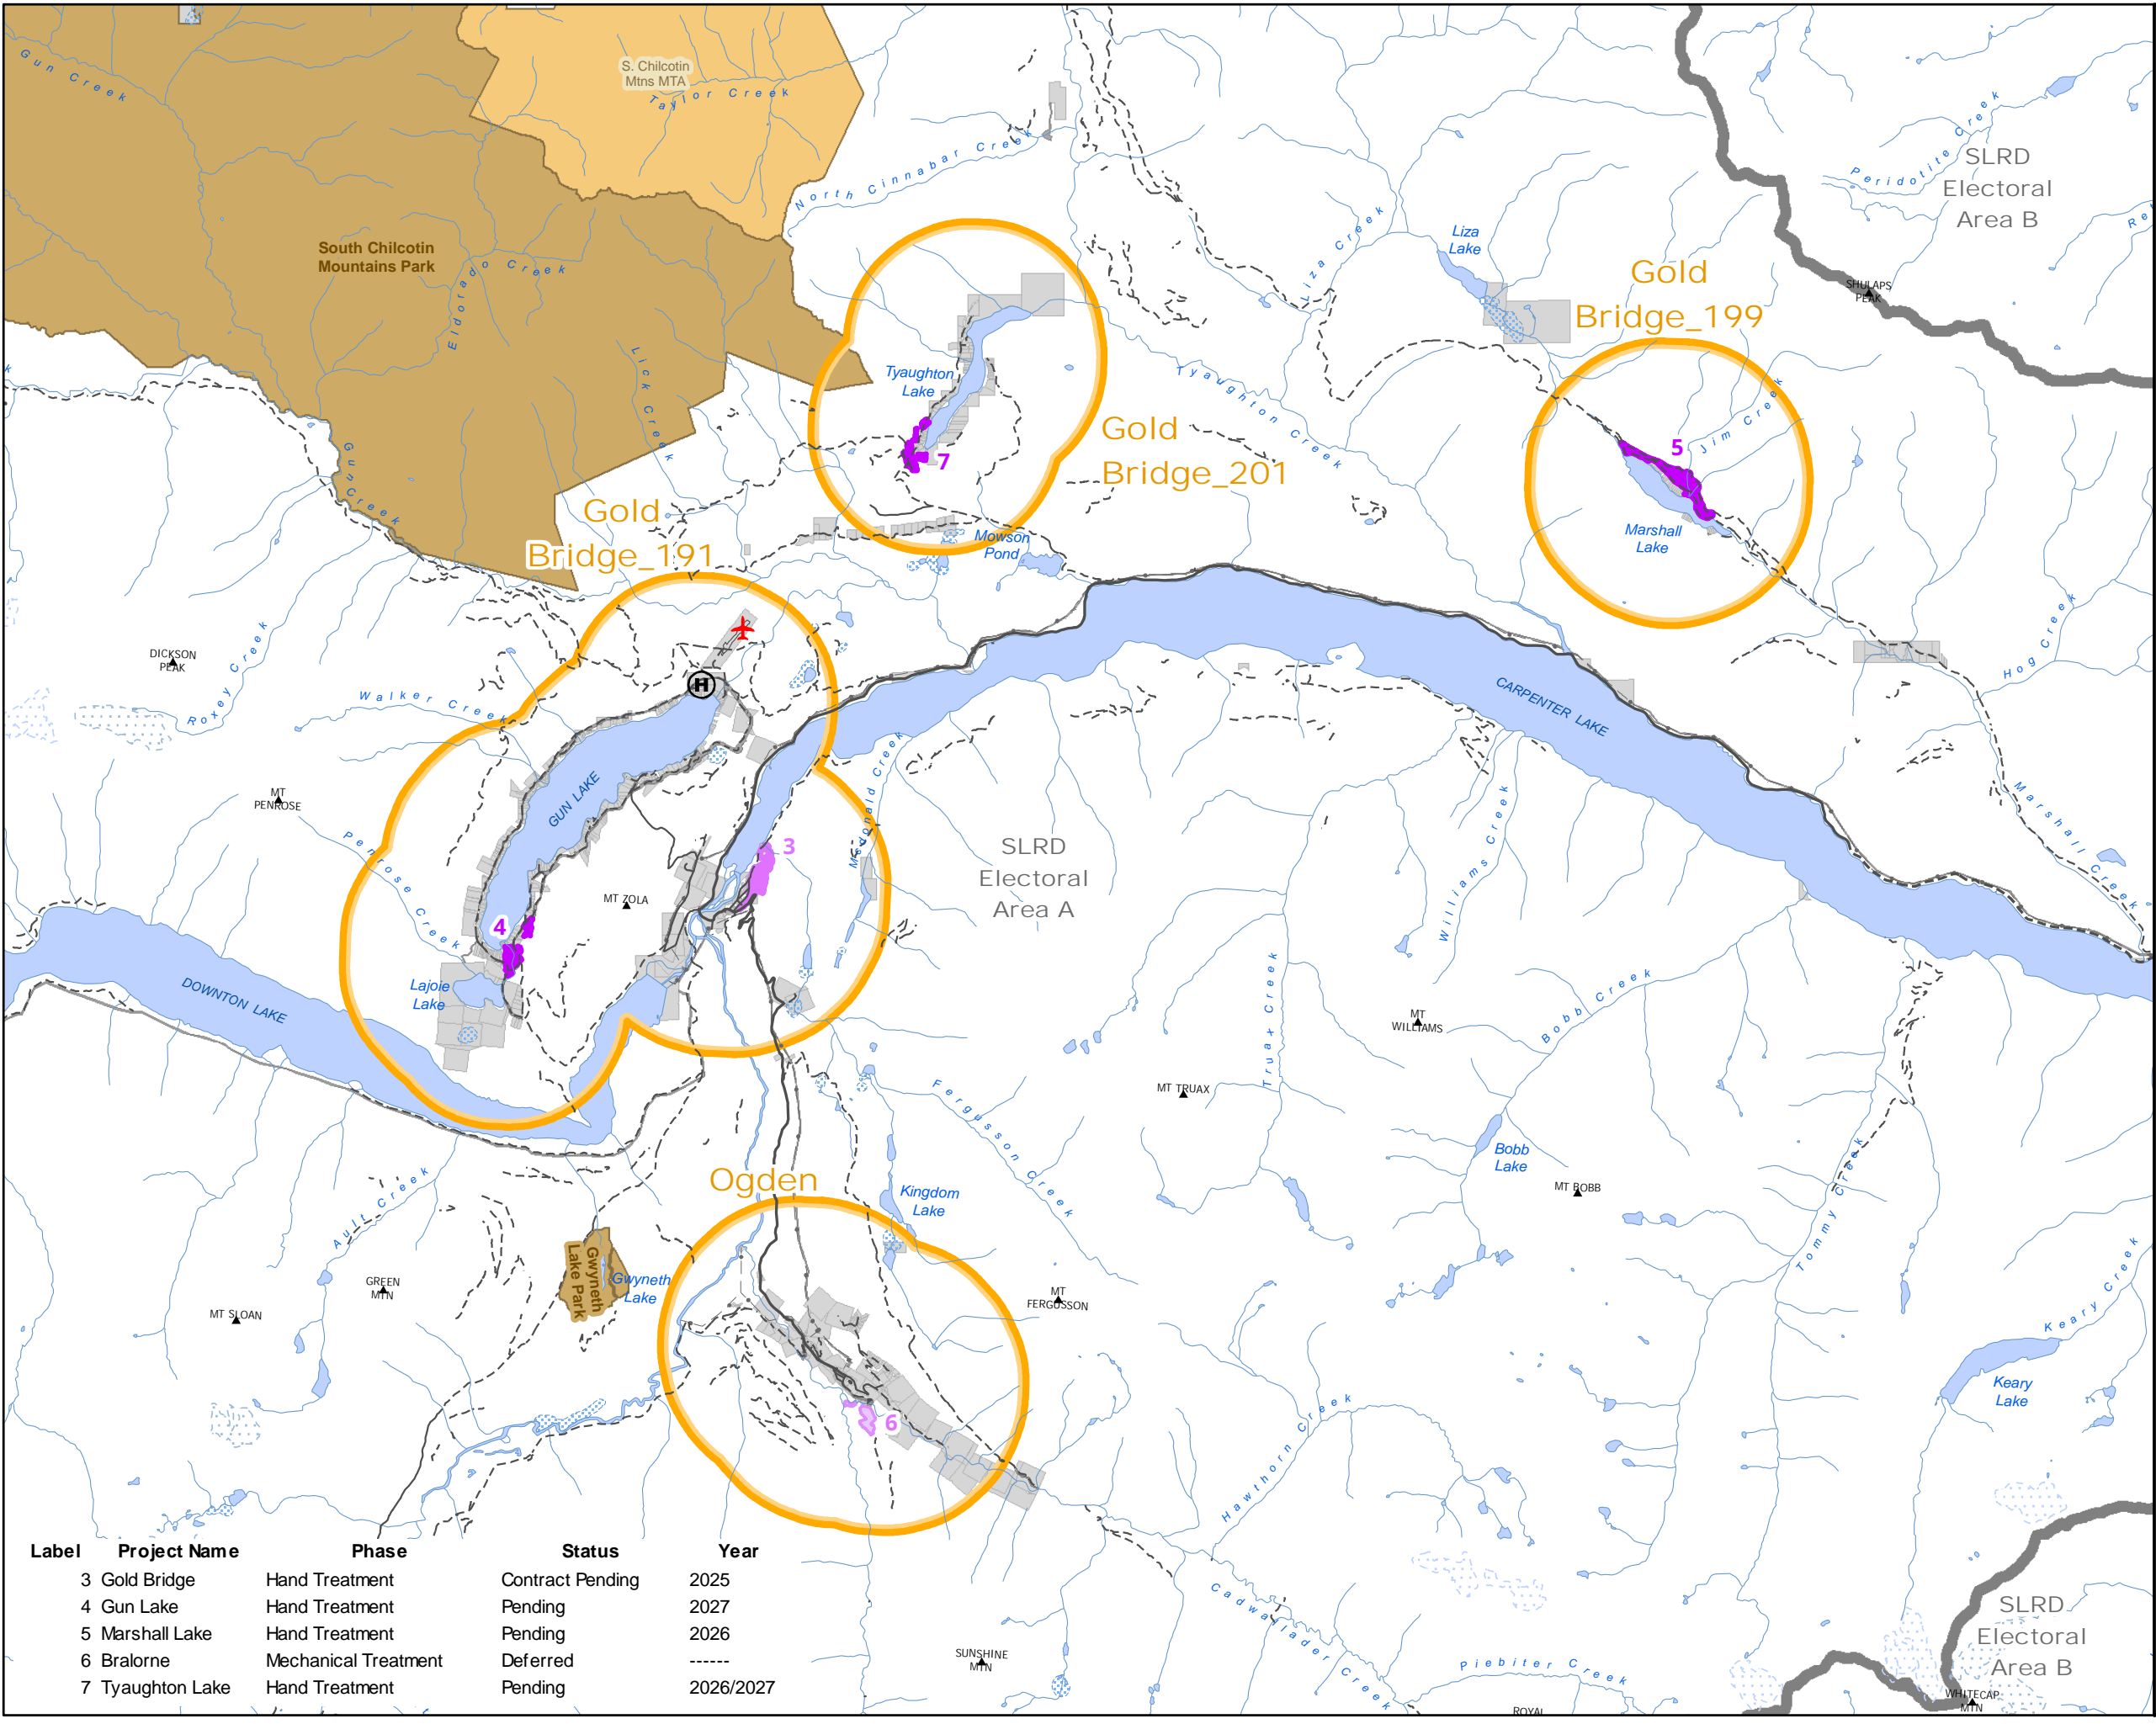 Gun Creek
S. Chilcotin
Mtns MTA
Taylor Creek
North Cinnabar Creek
Peridotite Creek
SLRD
Electoral
Area B
South Chilcotin
Mountains Park
Eldorado Creek
Liza Creek
Liza
Lake
Gold
Bridge_199
SHULAPS
PEAK
Lick Creek
Tyaughton
Lake
Tyaughton Creek
Jim Creek
Gold
Bridge_201
7
5
Gun Creek
Gold
Bridge_191
Mowson
Pond
Marshall
Lake
DICKSON
PEAK
Roxey Creek
Walker Creek
H
Hog Creek
CARPENTER LAKE
MT
PENROSE
Penrose Creek
GUN LAKE
Mcdonald Creek
Williams Creek
Marshall Creek
3
SLRD
Electoral
Area A
MT ZOLA
4
Lajoie
Lake
DOWNTON LAKE
Truax Creek
MT
WILLIAMS
Bobb Creek
MT TRUAX
Fergusson Creek
Bobb
Lake
MT BOBB
Tommy Creek
Ault Creek
Ogden
Kingdom
Lake
Gwyneth
Lake Park
Gwyneth
Lake
GREEN
MTN
MT SLOAN
MT
FERGUSSON
Keary Creek
Keary
Lake
Hawthorn Creek
6
Label Project Name Phase Status Year
3 Gold Bridge Hand Treatment Contract Pending 2025
4 Gun Lake Hand Treatment Pending 2027
5 Marshall Lake Hand Treatment Pending 2026
6 Bralorne Mechanical Treatment Deferred ------
7 Tyaughton Lake Hand Treatment Pending 2026/2027
Cadwallader Creek
SUNSHINE
MTN
Piebiter Creek
ROYAL
SLRD
Electoral
Area B
WHITECAP
MTN